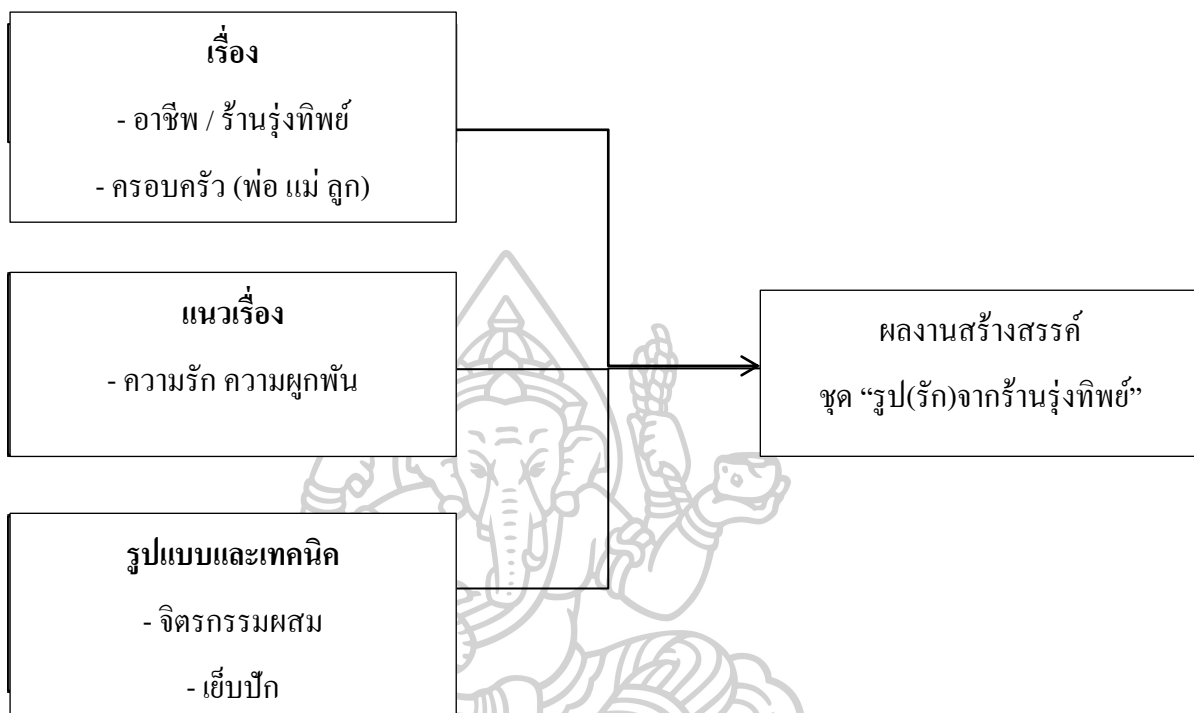 เรื่อง
- อาชีพ / ร้านรุ่งทิพย์
- ครอบครัว (พ่อ แม่ ลูก)
แนวเรื่อง
- ความรัก ความผูกพัน
รูปแบบและเทคนิค
- จิตรกรรมผสม
- เย็บปัก
ผลงานสร้างสรรค์
ชุด “รูป(รัก)จากร้านรุ่งทิพย์”